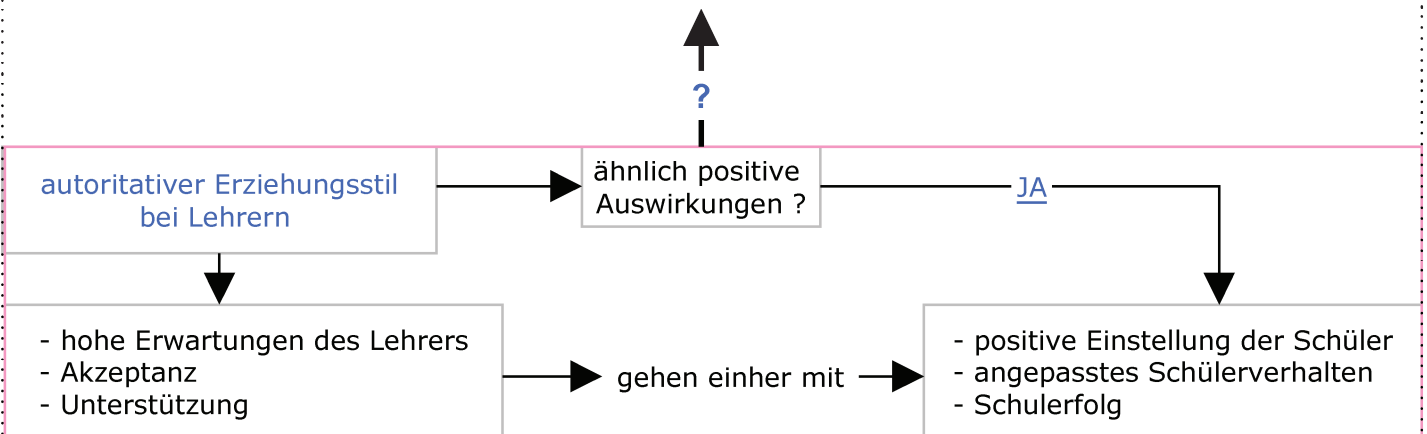 ?
autoritativer Erziehungsstil
bei Lehrern
ähnlich positive
Auswirkungen ?
JA
- hohe Erwartungen des Lehrers
- Akzeptanz
- Unterstützung
gehen einher mit
- positive Einstellung der Schüler
- angepasstes Schülerverhalten
- Schulerfolg